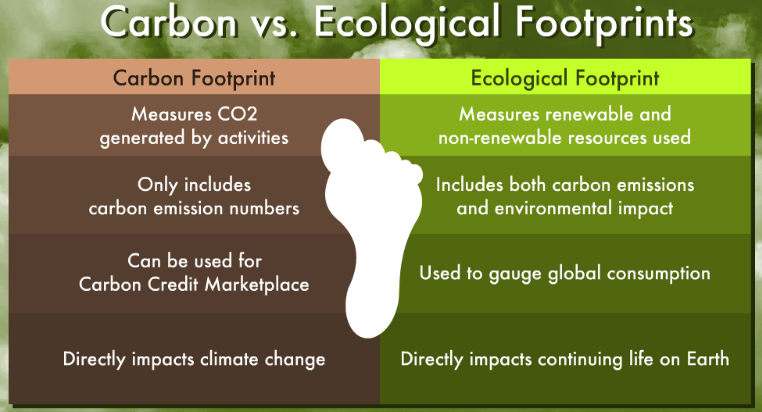 Carbon vs. Ecological Footprints
Carbon Footprint
Ecological Footprint
Measures CO2
generated by activities
Measures renewable and
non-renewable resources used
Only includes
carbon emission numbers
Includes both carbon emissions
and environmental impact
Can be used for
Carbon Credit Marketplace
Used to gauge global consumption
Directly impacts climate change
Directly impacts continuing life on Earth